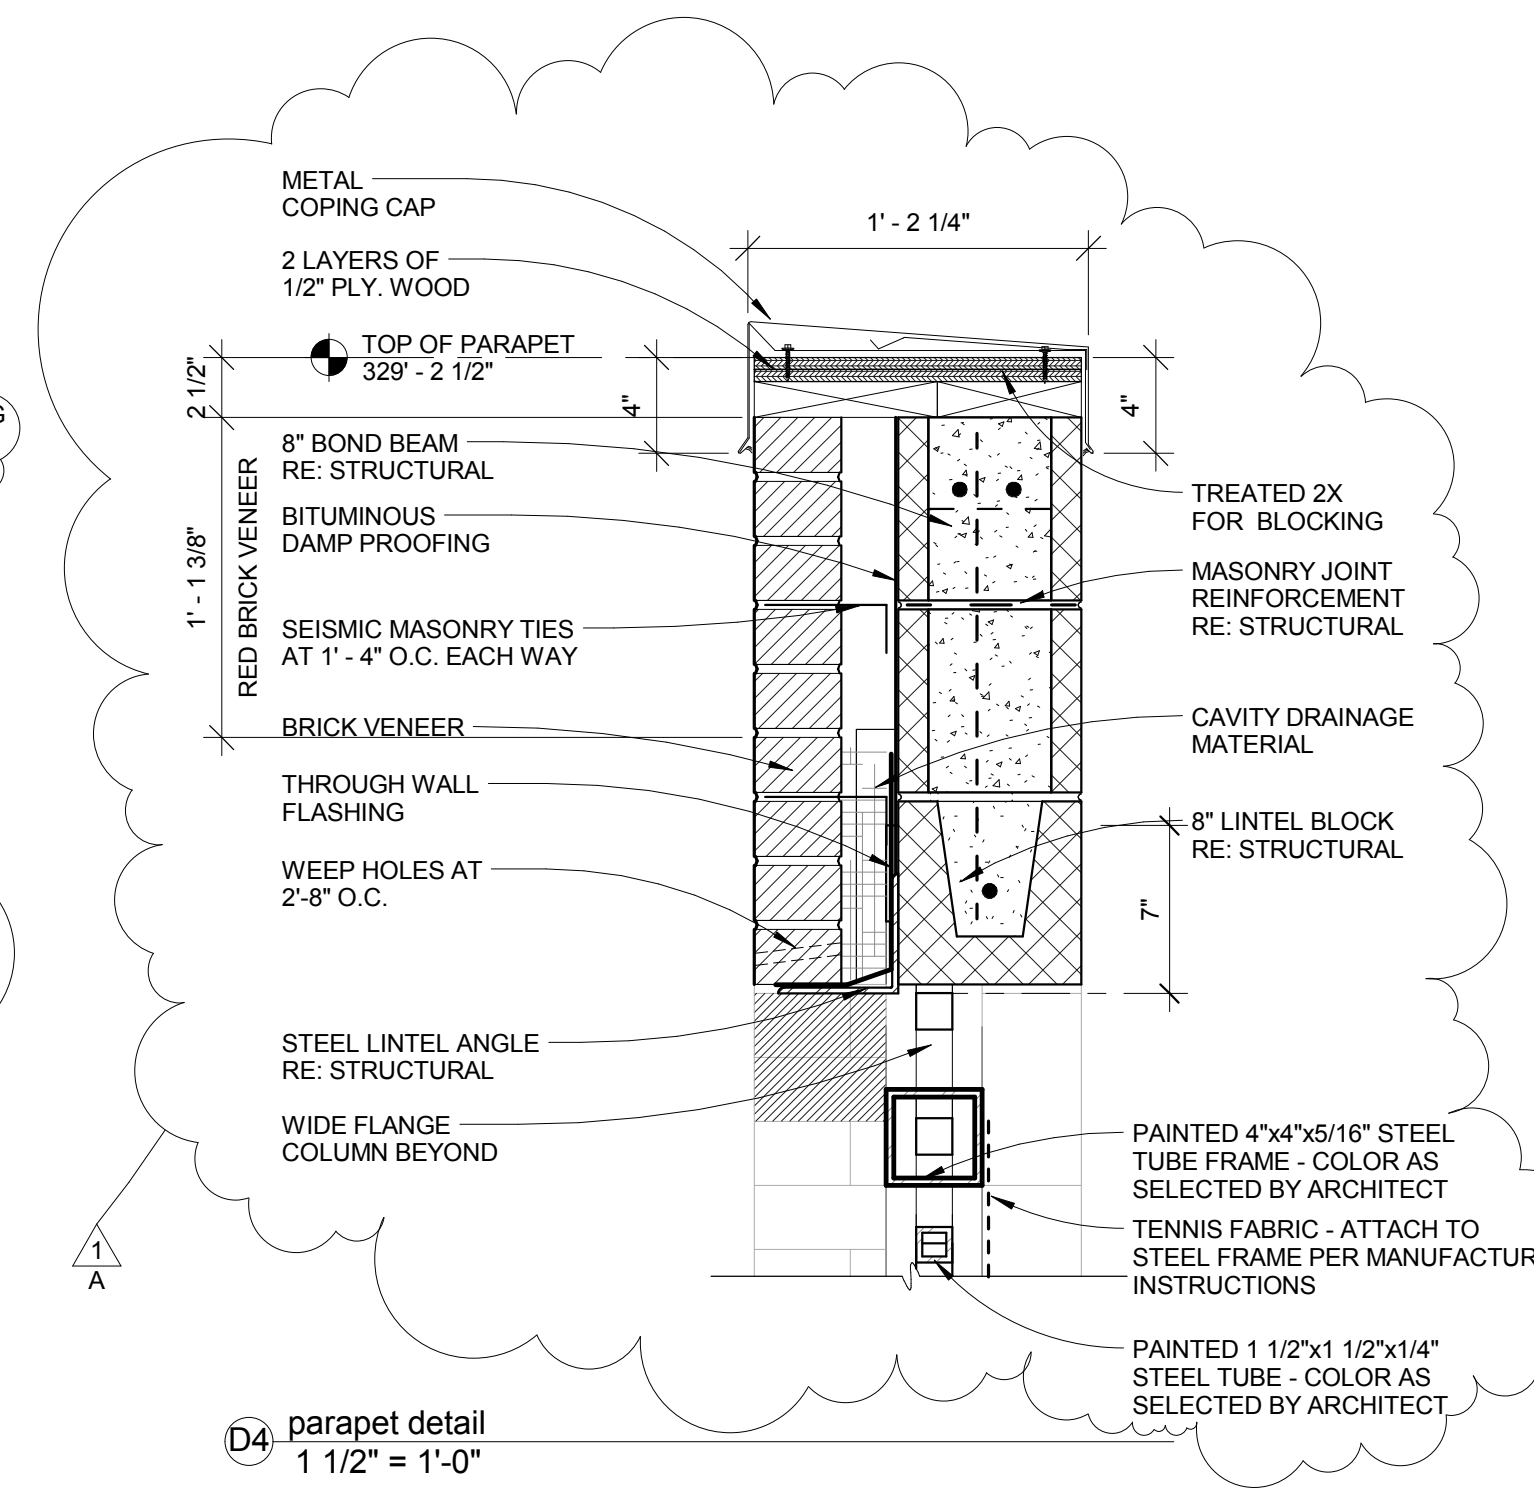 METAL
COPING CAP
1' - 2 1/4"
2 LAYERS OF
1/2" PLY. WOOD
TOP OF PARAPET
329' - 2 1/2"
2 1/2"
4"
4"
8" BOND BEAM
RE: STRUCTURAL
RED BRICK VENEER
1' - 1 3/8"
BITUMINOUS
DAMP PROOFING
TREATED 2X
FOR BLOCKING
MASONRY JOINT
REINFORCEMENT
RE: STRUCTURAL
SEISMIC MASONRY TIES
AT 1' - 4" O.C. EACH WAY
BRICK VENEER
CAVITY DRAINAGE
MATERIAL
THROUGH WALL
FLASHING
8" LINTEL BLOCK
RE: STRUCTURAL
WEEP HOLES AT
2'-8" O.C.
7"
STEEL LINTEL ANGLE
RE: STRUCTURAL
WIDE FLANGE
COLUMN BEYOND
PAINTED 4"x4"x5/16" STEEL
TUBE FRAME - COLOR AS
SELECTED BY ARCHITECT
TENNIS FABRIC - ATTACH TO
STEEL FRAME PER MANUFACTUR
INSTRUCTIONS
PAINTED 1 1/2"x1 1/2"x1/4"
STEEL TUBE - COLOR AS
SELECTED BY ARCHITECT
1
A
D4 parapet detail
1 1/2" = 1'-0"